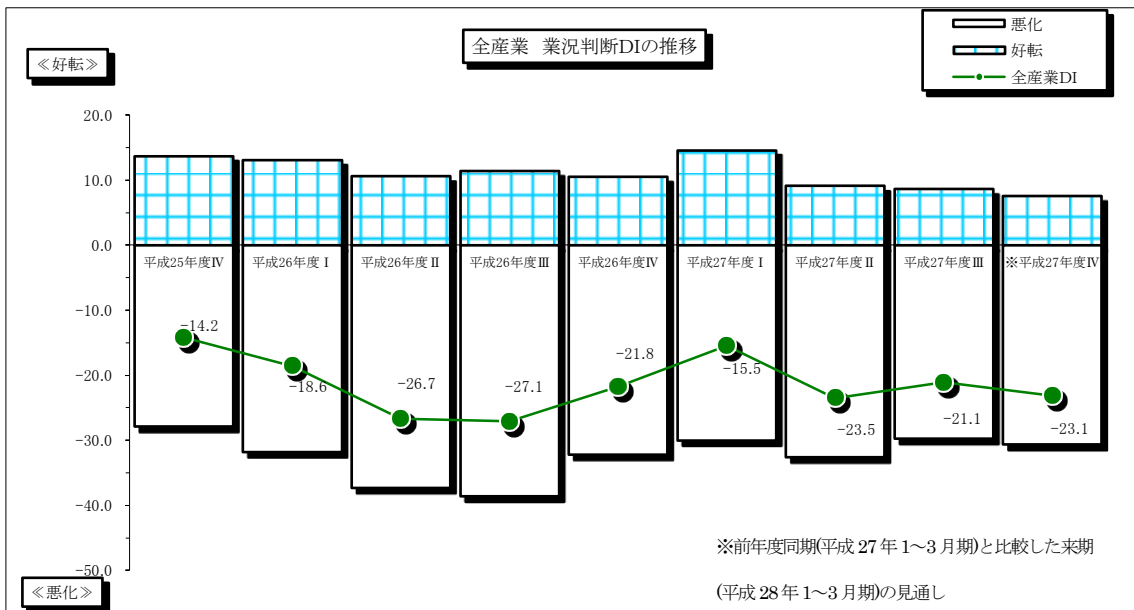 全産業 業況判断DIの推移
悪化
好転
全産業DI
≪好転≫
20.0
10.0
0.0
-10.0
-20.0
-30.0
-40.0
-50.0
平成25年度Ⅳ
平成26年度Ⅰ
平成26年度Ⅱ
平成26年度Ⅲ
平成26年度Ⅳ
平成27年度Ⅰ
平成27年度Ⅱ
平成27年度Ⅲ
※平成27年度Ⅳ
-14.2
-18.6
-26.7
-27.1
-21.8
-15.5
-23.5
-21.1
-23.1
※前年度同期(平成 27 年 1～3 月期)と比較した来期
(平成 28 年 1～3 月期)の見通し
≪悪化≫